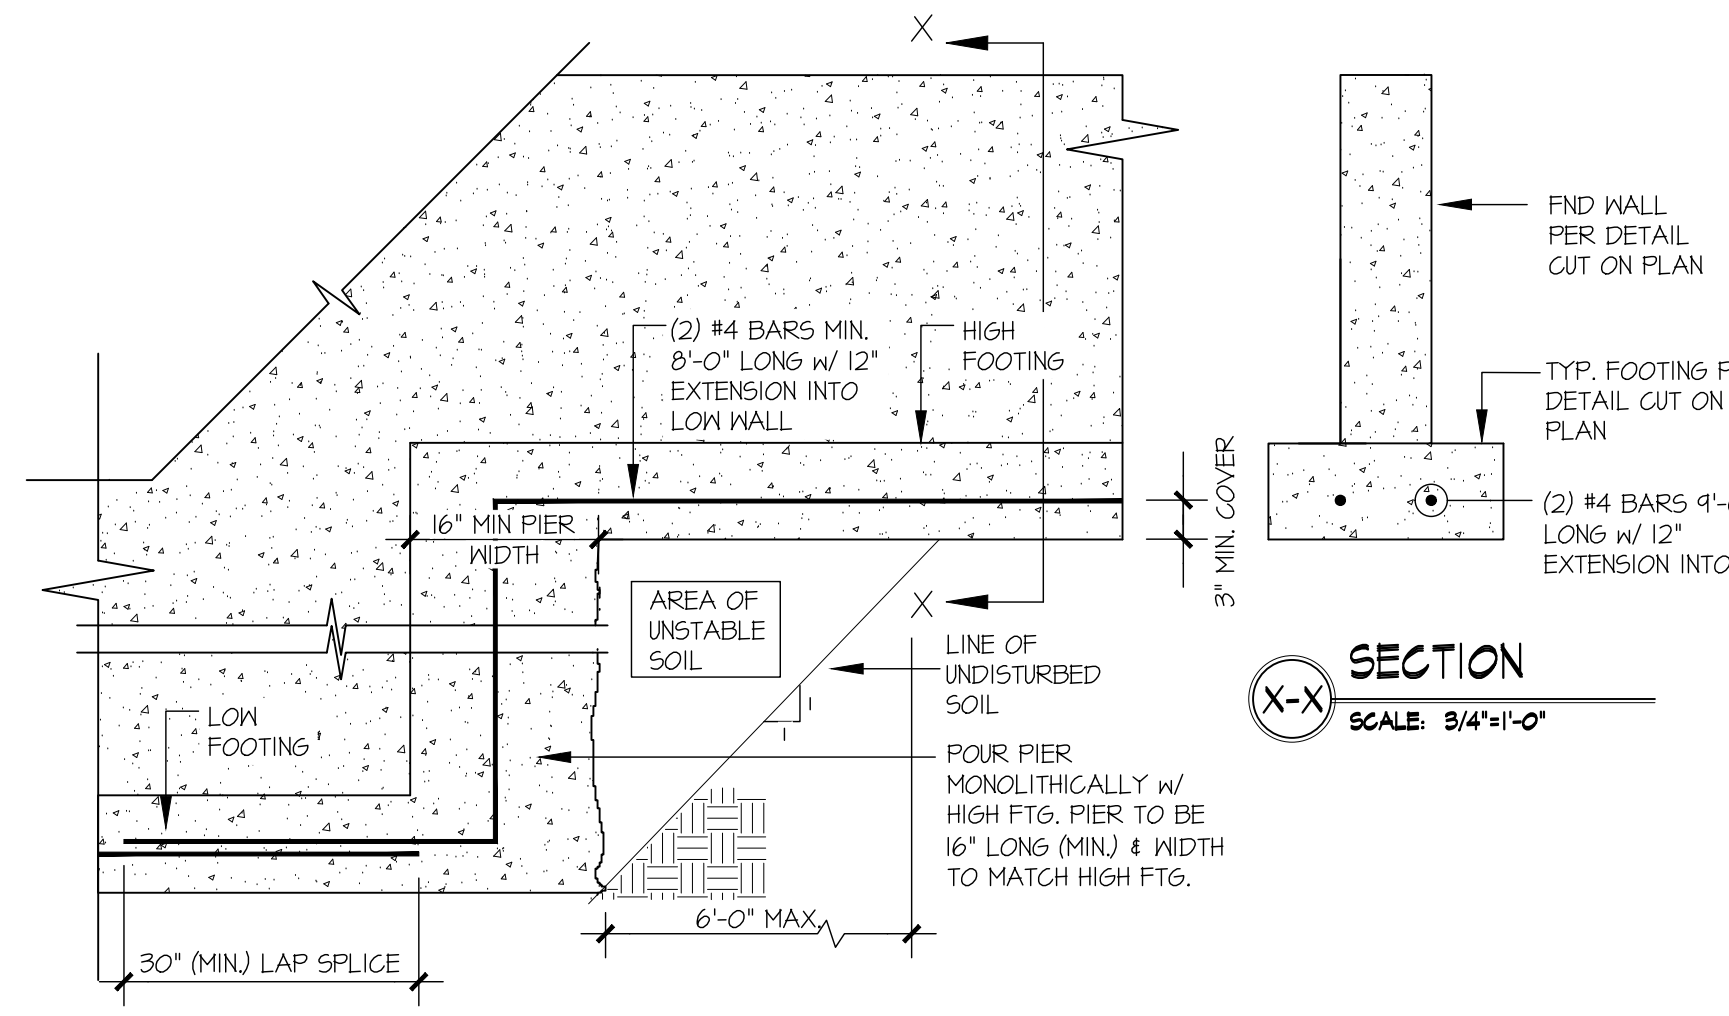 X
(2) #4 BARS MIN.
8'-0" LONG w/ 12"
EXTENSION INTO
LOW WALL
HIGH
FOOTING
16" MIN PIER
WIDTH
AREA OF
UNSTABLE
SOIL
LOW
FOOTING
30" (MIN.) LAP SPLICE
6'-0" MAX.
X
LINE OF
UNDISTURBED
SOIL
1
1
POUR PIER
MONOLITHICALLY w/
HIGH FTG. PIER TO BE
16" LONG (MIN.) & WIDTH
TO MATCH HIGH FTG.
3" MIN. COVER
FND WALL
PER DETAIL
CUT ON PLAN
TYP. FOOTING
DETAIL CUT ON
PLAN
(2) #4 BARS
LONG w/ 12"
EXTENSION INTO
X-X
SECTION
SCALE: 3/4"=1'-0"